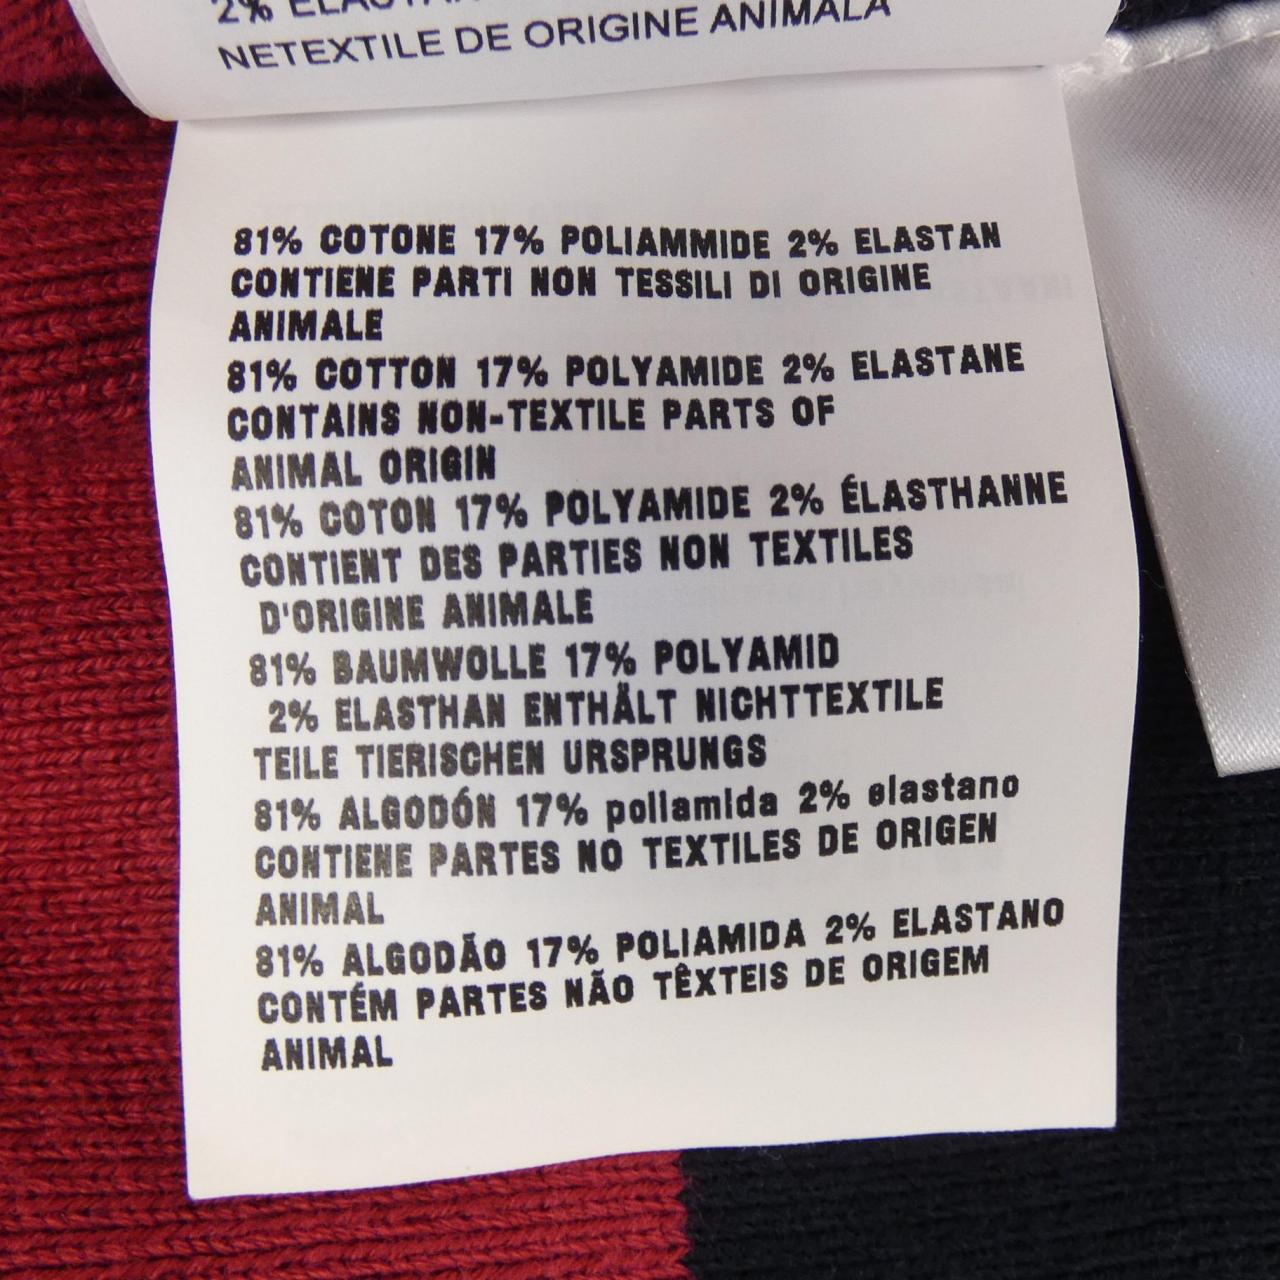 2% ELASTAN
NETEXTILE DE ORIGINE ANIMALA
81% COTONE 17% POLIAMMIDE 2% ELASTAN
CONTIENE PARTI NON TESSILI DI ORIGINE
ANIMALE
81% COTTON 17% POLYAMIDE 2% ELASTANE
CONTAINS NON-TEXTILE PARTS OF
ANIMAL ORIGIN
81% COTON 17% POLYAMIDE 2% ÉLASTHANNE
CONTIENT DES PARTIES NON TEXTILES
D'ORIGINE ANIMALE
81% BAUMWOLLE 17% POLYAMID
2% ELASTHAN ENTHÄLT NICHTTEXTILE
TEILE TIERISCHEN URSPRUNGS
81% ALGODÓN 17% poliamida 2% elastano
CONTIENE PARTES NO TEXTILES DE ORIGEN
ANIMAL
81% ALGODÃO 17% POLIAMIDA 2% ELASTANO
CONTÉM PARTES NÃO TÊXTEIS DE ORIGEM
ANIMAL